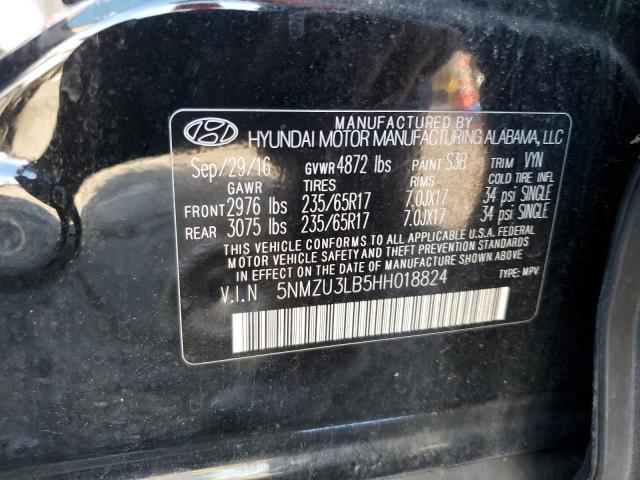 MANUFACTURED BY
HYUNDAI MOTOR MANUFACTURING ALABAMA, LLC
Sep/29/16 GVWR 4872 lbs PAINT S3B TRIM VYN
GAWR TIRES RIMS COLD TIRE INFL
FRONT 2976 lbs 235/65R17 7.0JX17 34 psi SINGLE
REAR 3075 lbs 235/65R17 7.0JX17 34 psi SINGLE
THIS VEHICLE CONFORMS TO ALL APPLICABLE U.S.A. FEDERAL
MOTOR VEHICLE SAFETY AND THEFT PREVENTION STANDARDS
IN EFFECT ON THE DATE OF MANUFACTURE SHOWN ABOVE.
V.I.N 5NMZU3LB5HH018824 TYPE: MPV